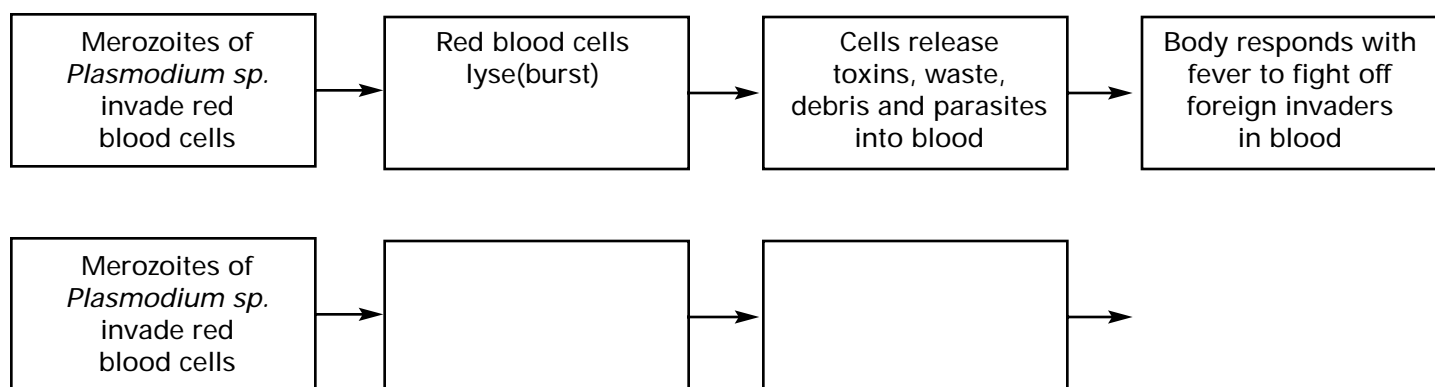 Merozoites of
Plasmodium sp.
invade red
blood cells
Red blood cells
lyse(burst)
Cells release
toxins, waste,
debris and parasites
into blood
Body responds with
fever to fight off
foreign invaders
in blood
Merozoites of
Plasmodium sp.
invade red
blood cells